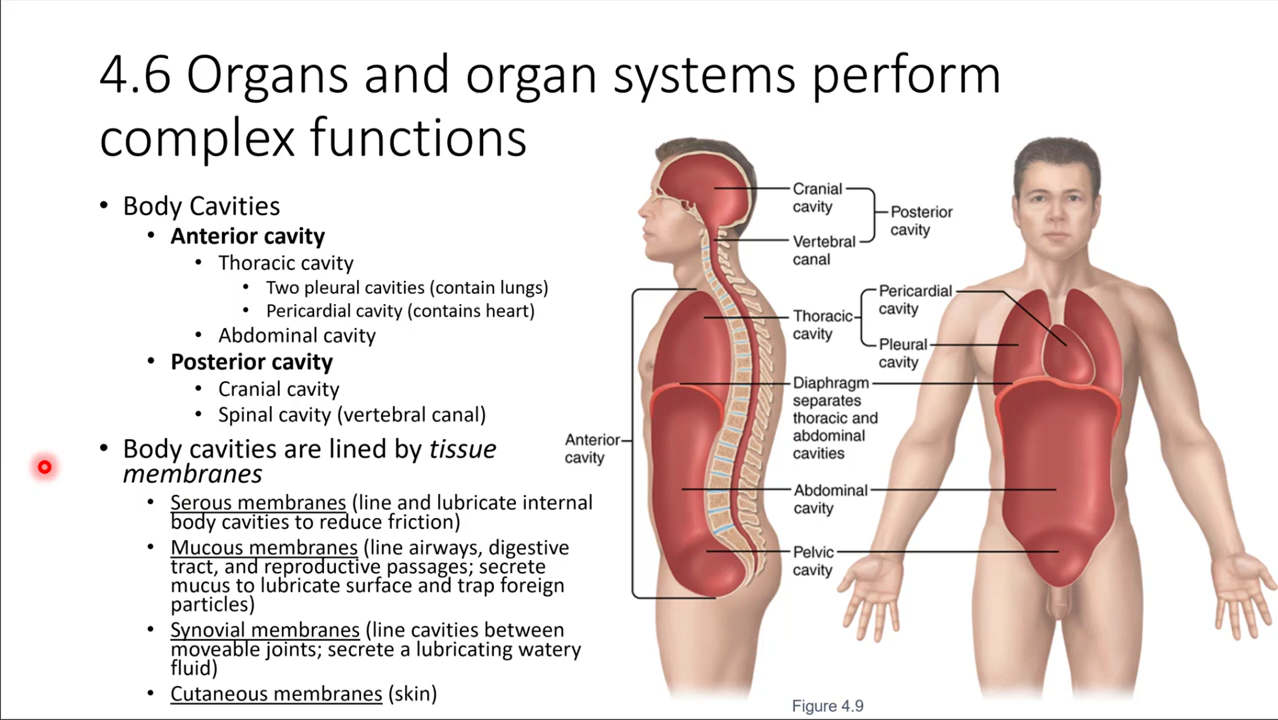 4.6 Organs and organ systems perform
complex functions
• Body Cavities
• Anterior cavity
• Thoracic cavity
• Two pleural cavities (contain lungs)
• Pericardial cavity (contains heart)
• Abdominal cavity
• Posterior cavity
• Cranial cavity
• Spinal cavity (vertebral canal)
• Body cavities are lined by tissue
membranes
• Serous membranes (line and lubricate internal
body cavities to reduce friction)
• Mucous membranes (line airways, digestive
tract, and reproductive passages; secrete
mucus to lubricate surface and trap foreign
particles)
• Synovial membranes (line cavities between
moveable joints; secrete a lubricating watery
fluid)
• Cutaneous membranes (skin)
Cranial
cavity
Vertebral
canal
Posterior
cavity
Thoracic
cavity
Pericardial
cavity
Pleural
cavity
Diaphragm
separates
thoracic and
abdominal
cavities
Anterior
cavity
Abdominal
cavity
Pelvic
cavity
Figure 4.9